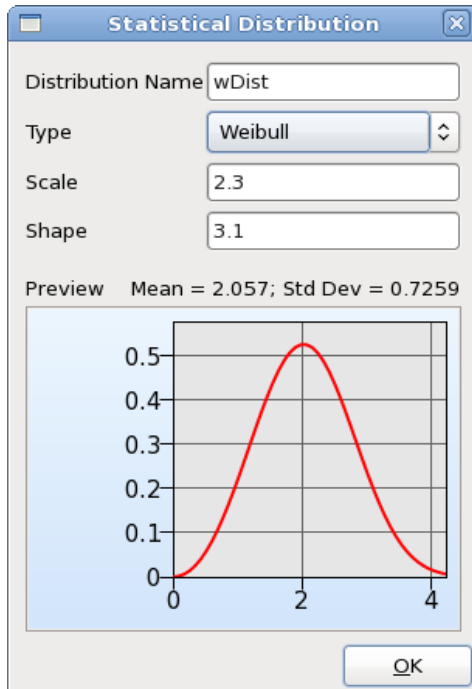 Statistical Distribution
Distribution Name wDist
Type Weibull
Scale 2.3
Shape 3.1
Preview Mean = 2.057; Std Dev = 0.7259
0.5
0.4
0.3
0.2
0.1
0
0 2 4
OK